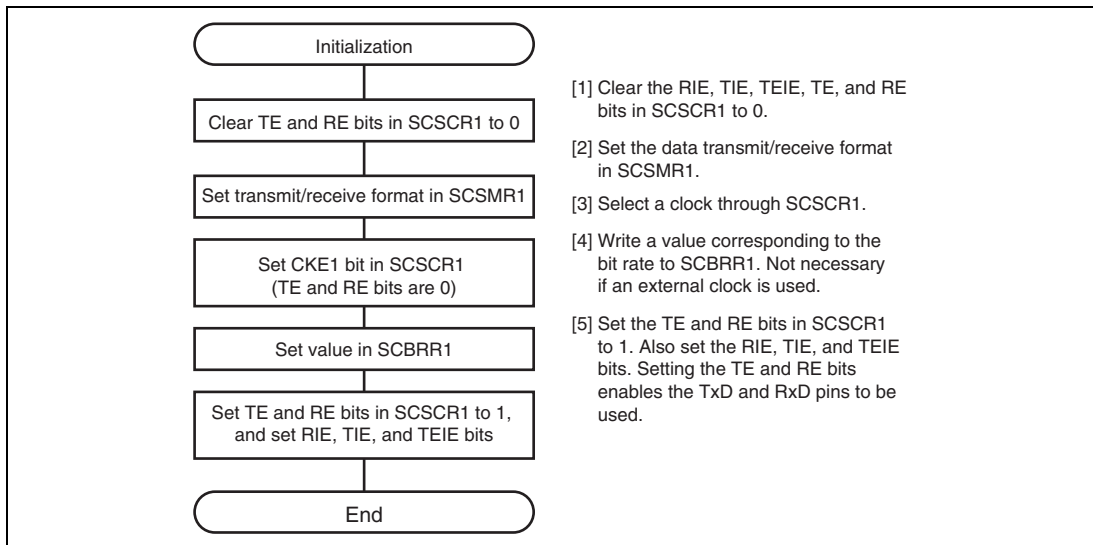 Initialization
Clear TE and RE bits in SCSCR1 to 0
Set transmit/receive format in SCSMR1
Set CKE1 bit in SCSCR1
(TE and RE bits are 0)
Set value in SCBRR1
Set TE and RE bits in SCSCR1 to 1,
and set RIE, TIE, and TEIE bits
End
[1] Clear the RIE, TIE, TEIE, TE, and RE
bits in SCSCR1 to 0.
[2] Set the data transmit/receive format
in SCSMR1.
[3] Select a clock through SCSCR1.
[4] Write a value corresponding to the
bit rate to SCBRR1. Not necessary
if an external clock is used.
[5] Set the TE and RE bits in SCSCR1
to 1. Also set the RIE, TIE, and TEIE
bits. Setting the TE and RE bits
enables the TxD and RxD pins to be
used.